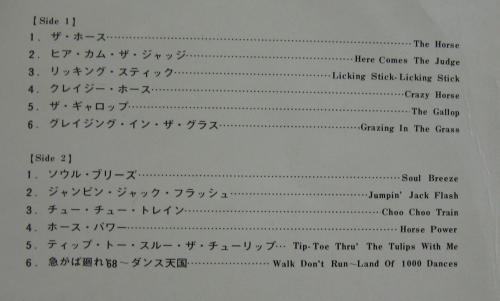 【Side 1】
1. ザ・ホース…………The Horse
2. ヒア・カム・ザ・ジャッジ…………Here Comes The Judge
3. リッキング・スティック…………Licking Stick-Licking Stick
4. クレイジー・ホース…………Crazy Horse
5. ザ・ギャロップ…………The Gallop
6. グレイジング・イン・ザ・グラス…………Grazing In The Grass
【Side 2】
1. ソウル・ブリーズ…………Soul Breeze
2. ジャンピン・ジャック・フラッシュ…………Jumpin' Jack Flash
3. チュー・チュー・トレイン…………Choo Choo Train
4. ホース・パワー…………Horse Power
5. ティップ・トー・スルー・ザ・チューリップ… Tip-Toe Thru' The Tulips With Me
6. 急がば廻れ'68～ダンス天国…………Walk Don't Run～Land Of 1000 Dances